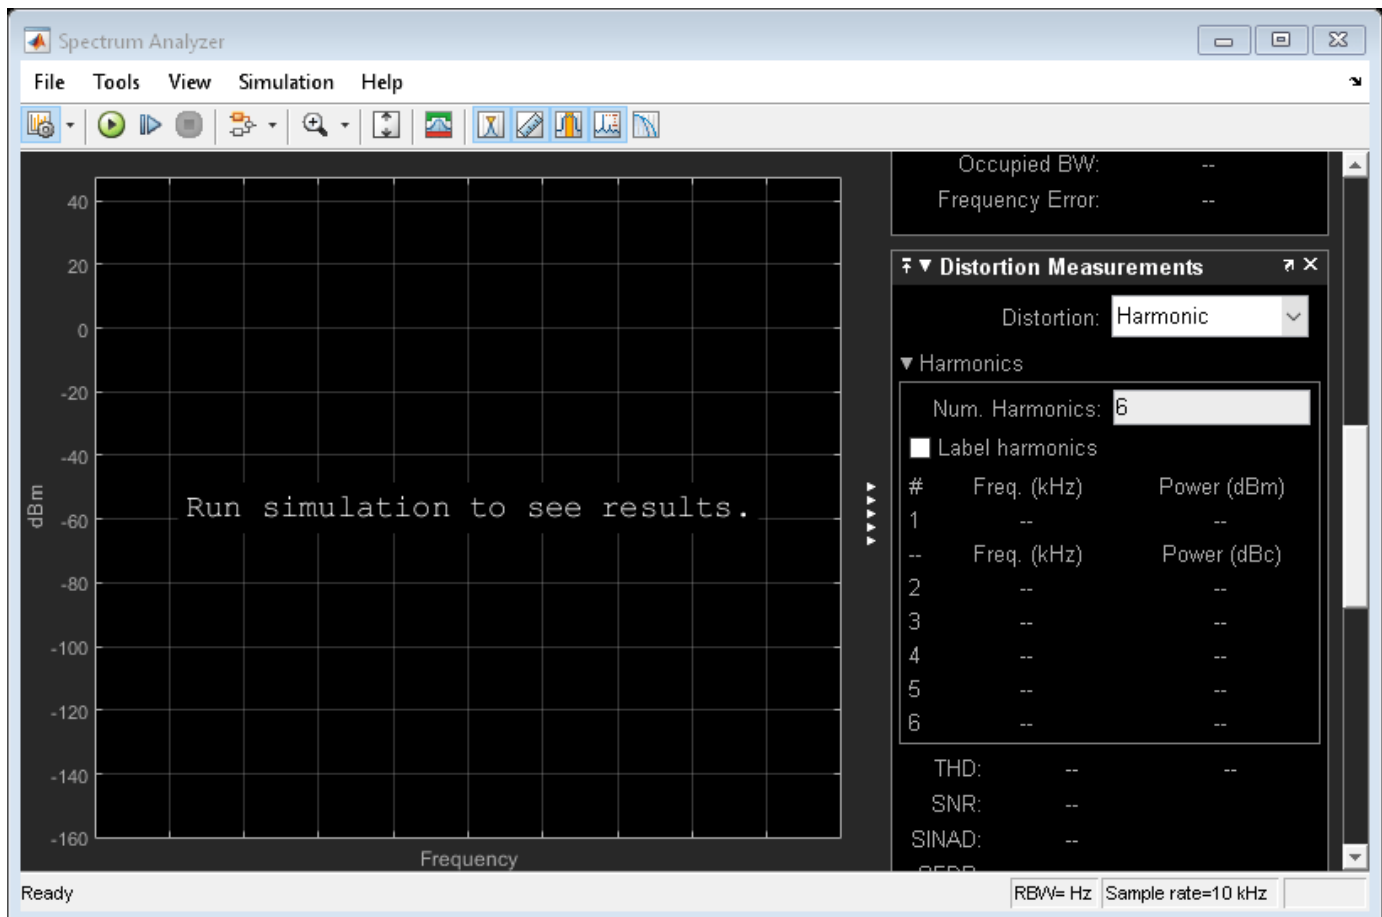 Spectrum Analyzer
File Tools View Simulation Help
40
20
0
-20
-40
-60
-80
-100
-120
-140
-160
dBm
Run simulation to see results.
Frequency
Occupied BW: --
Frequency Error: --
Distortion Measurements
Distortion: Harmonic
Harmonics
Num. Harmonics: 6
Label harmonics
# Freq. (kHz) Power (dBm)
1 -- --
-- Freq. (kHz) Power (dBc)
2 -- --
3 -- --
4 -- --
5 -- --
6 -- --
THD: -- --
SNR: --
SINAD: --
Ready
RBW= Hz Sample rate=10 kHz